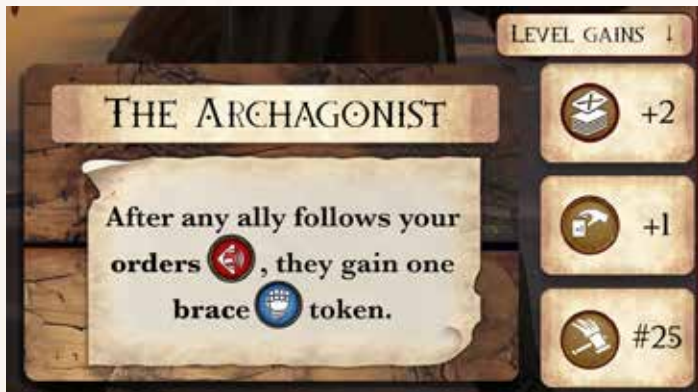 LEVEL GAINS ↓
THE ARCHAGONIST
After any ally follows your
orders , they gain one
brace token.
+2
+1
#25